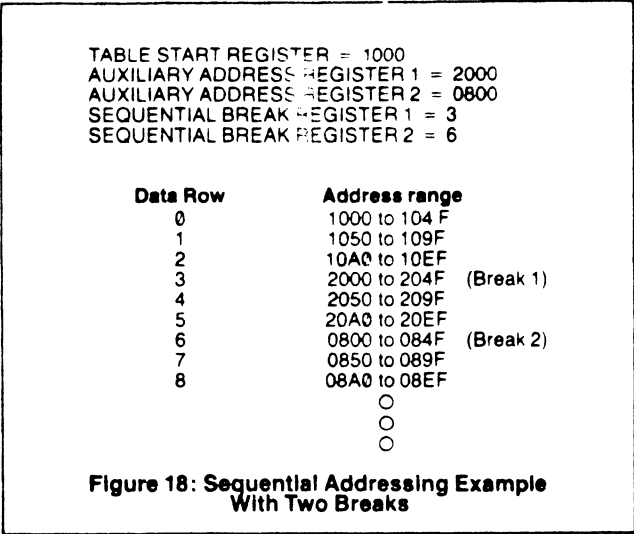 TABLE START REGISTER = 1000
AUXILIARY ADDRESS REGISTER 1 = 2000
AUXILIARY ADDRESS REGISTER 2 = 0800
SEQUENTIAL BREAK REGISTER 1 = 3
SEQUENTIAL BREAK REGISTER 2 = 6
Data Row Address range
0 1000 to 104F
1 1050 to 109F
2 10A0 to 10EF
3 2000 to 204F (Break 1)
4 2050 to 209F
5 20A0 to 20EF
6 0800 to 084F (Break 2)
7 0850 to 089F
8 08A0 to 08EF
Figure 18: Sequential Addressing Example
With Two Breaks